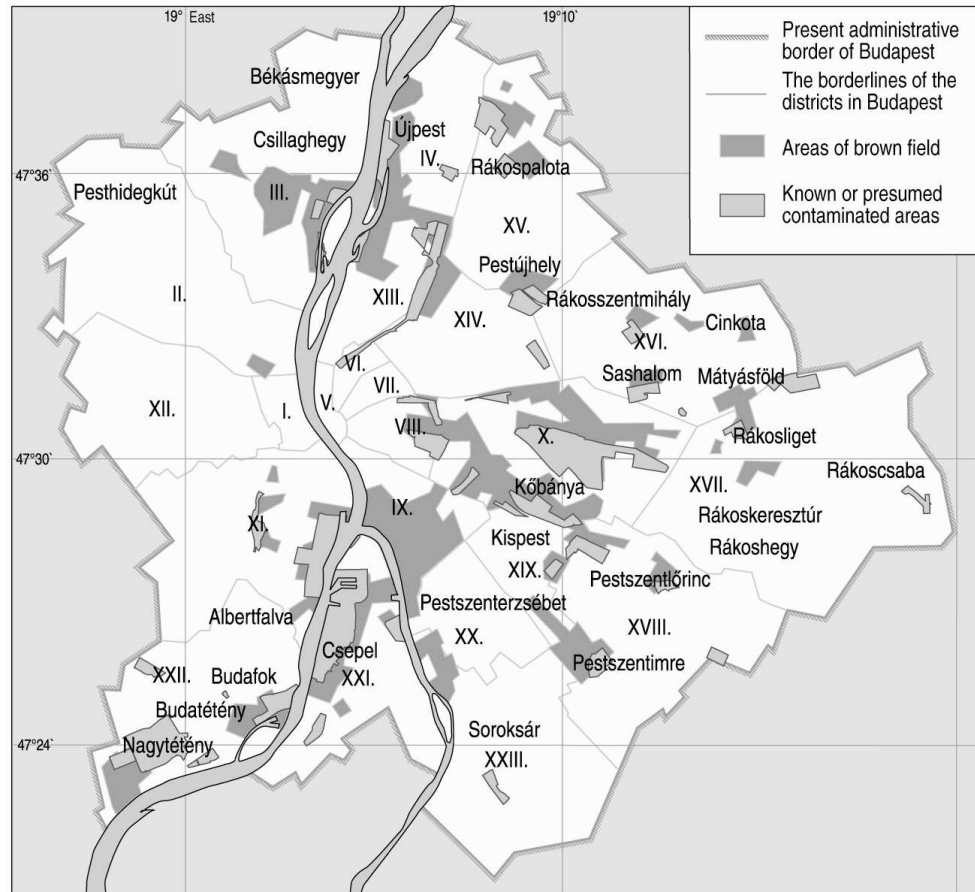 19° East
19°10`
Present administrative
border of Budapest
The borderlines of the
districts in Budapest
Areas of brown field
Known or presumed
contaminated areas
Békásmegyer
Csillaghegy
Újpest
IV.
47°36`
Rákospalota
Pesthidegkút
III.
XV.
Pestújhely
II.
XIII.
Rákosszentmihály
XIV.
Cinkota
XVI.
VI.
Sashalom
Mátyásföld
VII.
XII.
I.
V.
VIII.
X.
Rákosliget
47°30`
Rákoscsaba
Kőbánya
XVII.
IX.
Rákoskeresztúr
XI.
Kispest
Rákoshegy
XIX.
Pestszentlőrinc
Albertfalva
Pestszenterzsébet
XVIII.
XX.
Csepel
Pestszentimre
XXII.
Budafok
XXI.
Budatétény
Soroksár
47°24`
Nagytétény
XXIII.